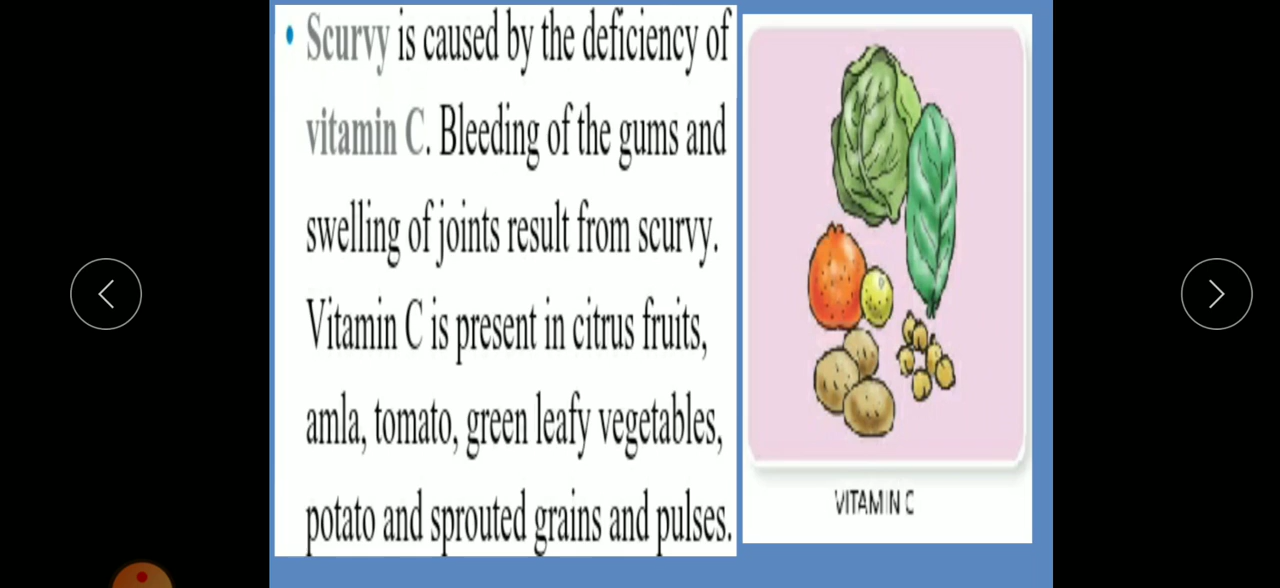 • Scurvy is caused by the deficiency of
vitamin C. Bleeding of the gums and
swelling of joints result from scurvy.
Vitamin C is present in citrus fruits,
amla, tomato, green leafy vegetables,
potato and sprouted grains and pulses.
VITAMIN C